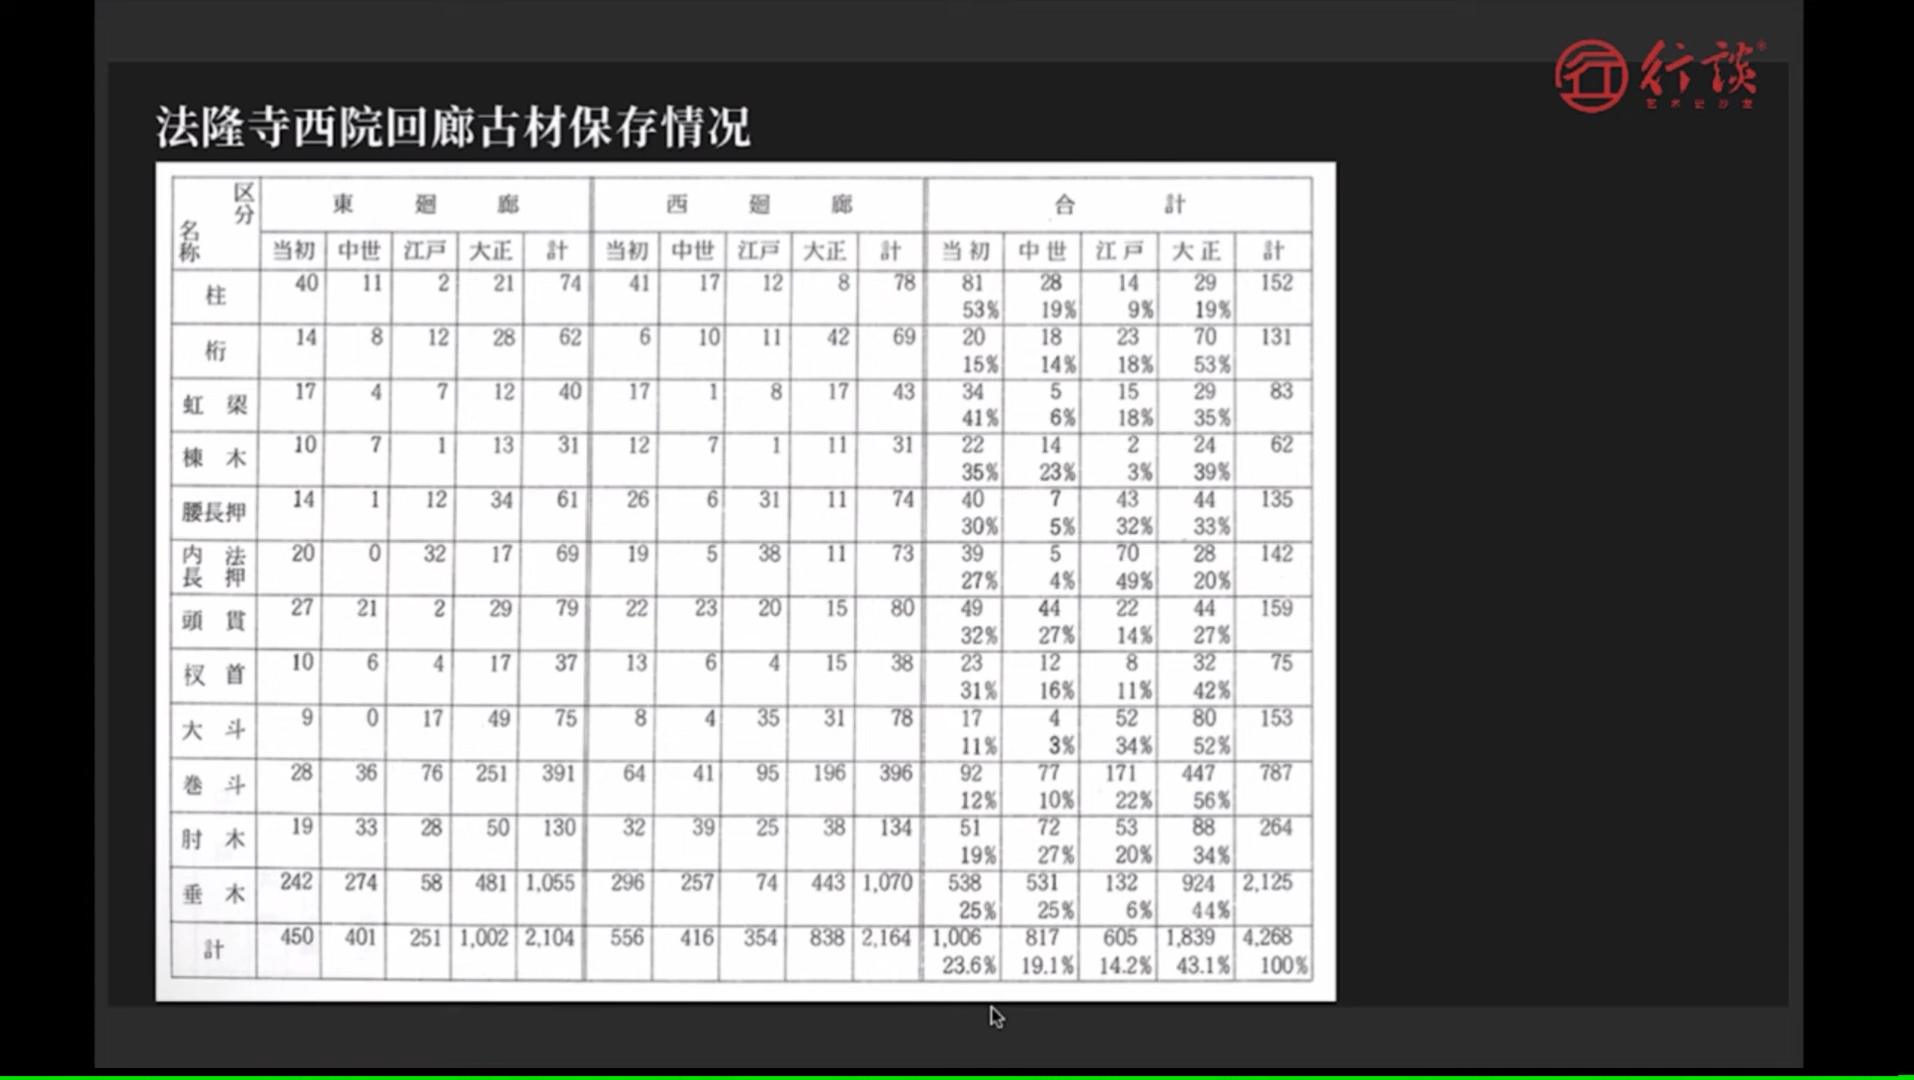 行談®
艺术史沙龙
法隆寺西院回廊古材保存情况
区分 東廻廊 西廻廊 合計
名称 当初 中世 江戸 大正 計 当初 中世 江戸 大正 計 当初 中世 江戸 大正 計
柱 40 11 2 21 74 41 17 12 8 78 81 28 14 29 152
53% 19% 9% 19%
桁 14 8 12 28 62 6 10 11 42 69 20 18 23 70 131
15% 14% 18% 53%
虹梁 17 4 7 12 40 17 1 8 17 43 34 5 15 29 83
41% 6% 18% 35%
棟木 10 7 1 13 31 12 7 1 11 31 22 14 2 24 62
35% 23% 3% 39%
腰長押 14 1 12 34 61 26 6 31 11 74 40 7 43 44 135
30% 5% 32% 33%
内法長押 20 0 32 17 69 19 5 38 11 73 39 5 70 28 142
27% 4% 49% 20%
頭貫 27 21 2 29 79 22 23 20 15 80 49 44 22 44 159
32% 27% 14% 27%
杈首 10 6 4 17 37 13 6 4 15 38 23 12 8 32 75
31% 16% 11% 42%
大斗 9 0 17 49 75 8 4 35 31 78 17 4 52 80 153
11% 3% 34% 52%
巻斗 28 36 76 251 391 64 41 95 196 396 92 77 171 447 787
12% 10% 22% 56%
肘木 19 33 28 50 130 32 39 25 38 134 51 72 53 88 264
19% 27% 20% 34%
垂木 242 274 58 481 1,055 296 257 74 443 1,070 538 531 132 924 2,125
25% 25% 6% 44%
計 450 401 251 1,002 2,104 556 416 354 838 2,164 1,006 817 605 1,839 4,268
23.6% 19.1% 14.2% 43.1% 100%